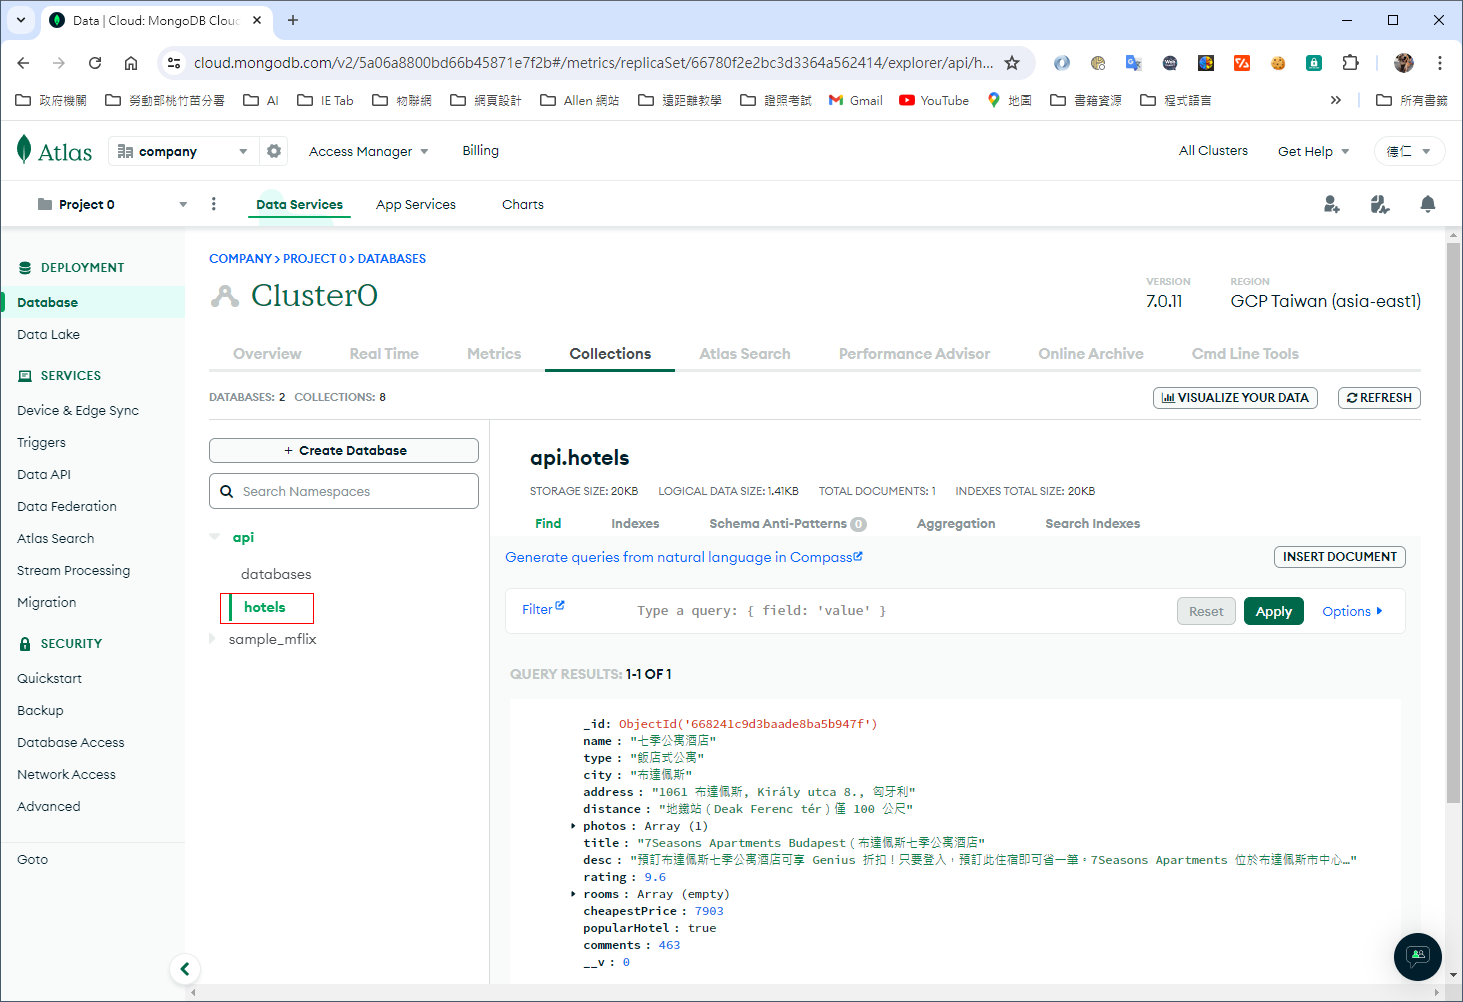 Data | Cloud: MongoDB Cloud
cloud.mongodb.com/v2/5a06a8800bd66b45871e7f2b#/metrics/replicaSet/66780f2e2bc3d3364a562414/explorer/api/h...
政府機關 勞動部桃竹苗分署 AI IE Tab 物聯網 網頁設計 Allen 網站 遠距離教學 證照考試 Gmail YouTube 地圖 書籍資源 程式語言 所有書籤
Atlas company Access Manager Billing All Clusters Get Help 德仁
Project 0 Data Services App Services Charts
DEPLOYMENT
Database
Data Lake
SERVICES
Device & Edge Sync
Triggers
Data API
Data Federation
Atlas Search
Stream Processing
Migration
SECURITY
Quickstart
Backup
Database Access
Network Access
Advanced
Goto
COMPANY > PROJECT 0 > DATABASES
Cluster0
VERSION
7.0.11
REGION
GCP Taiwan (asia-east1)
Overview Real Time Metrics Collections Atlas Search Performance Advisor Online Archive Cmd Line Tools
DATABASES: 2 COLLECTIONS: 8
VISUALIZE YOUR DATA REFRESH
+ Create Database
Search Namespaces
api
databases
hotels
sample_mflix
api.hotels
STORAGE SIZE: 20KB LOGICAL DATA SIZE: 1.41KB TOTAL DOCUMENTS: 1 INDEXES TOTAL SIZE: 20KB
Find Indexes Schema Anti-Patterns 0 Aggregation Search Indexes
Generate queries from natural language in Compass
INSERT DOCUMENT
Filter Type a query: { field: 'value' } Reset Apply Options
QUERY RESULTS: 1-1 OF 1
_id: ObjectId('668241c9d3baade8ba5b947f')
name : "七季公寓酒店"
type : "飯店式公寓"
city : "布達佩斯"
address : "1061 布達佩斯, Király utca 8., 匈牙利"
distance : "地鐵站（Deak Ferenc tér）僅 100 公尺"
photos : Array (1)
title : "7Seasons Apartments Budapest（布達佩斯七季公寓酒店"
desc : "預訂布達佩斯七季公寓酒店可享 Genius 折扣！只要登入，預訂此住宿即可省一筆。7Seasons Apartments 位於布達佩斯市中心…"
rating : 9.6
rooms : Array (empty)
cheapestPrice : 7903
popularHotel : true
comments : 463
__v : 0